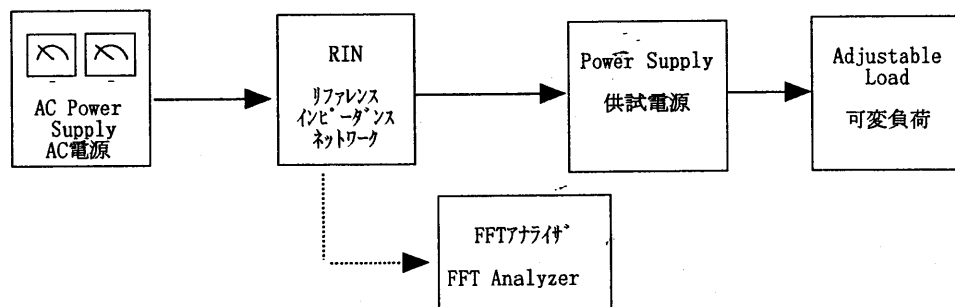 AC Power
Supply
AC電源
RIN
リファレンス
インピーダンス
ネットワーク
Power Supply
供試電源
Adjustable
Load
可変負荷
FFTアナライザ
FFT Analyzer